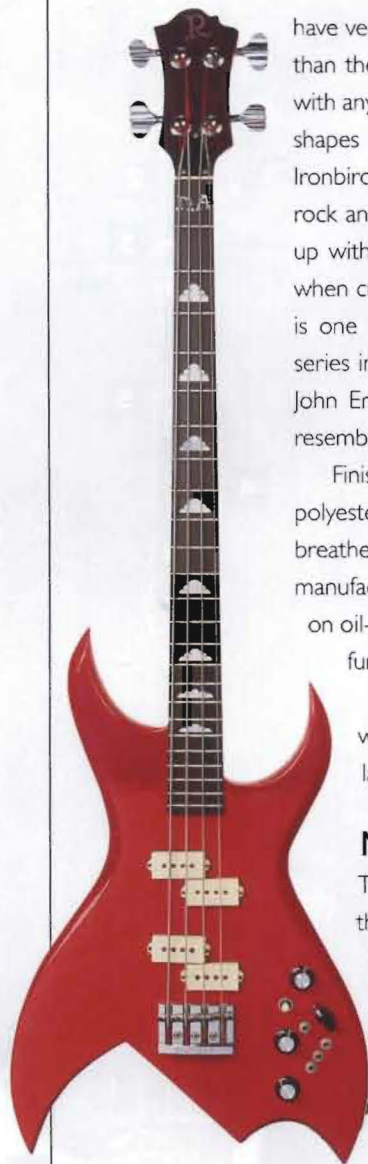 R
have ve
than the
with any
shapes
Ironbirc
rock an
up with
when c
is one
series in
John En
resemb
Finis
polyeste
breathe
manufac
on oil-
fur
w
la
N
T
th